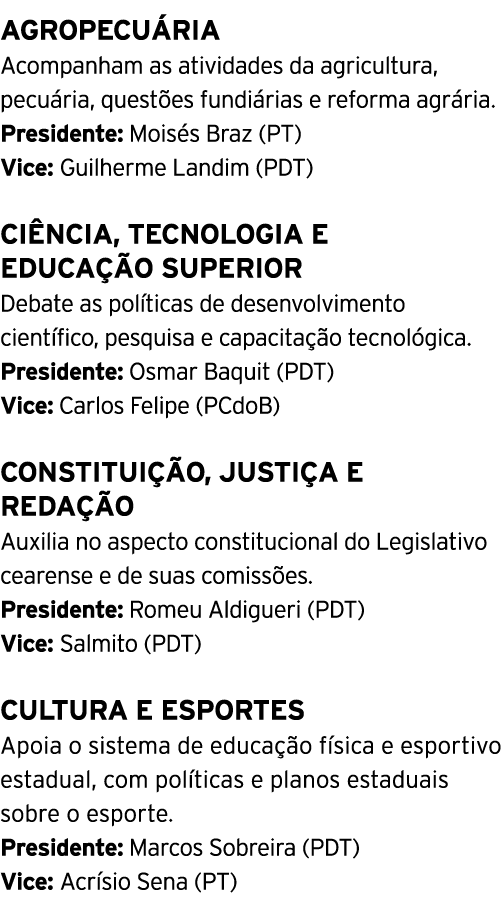 AGROPECUÁRIA
Acompanham as atividades da agricultura,
pecuária, questões fundiárias e reforma agrária.
Presidente: Moisés Braz (PT)
Vice: Guilherme Landim (PDT)
CIÊNCIA, TECNOLOGIA E
EDUCAÇÃO SUPERIOR
Debate as políticas de desenvolvimento
científico, pesquisa e capacitação tecnológica.
Presidente: Osmar Baquit (PDT)
Vice: Carlos Felipe (PCdoB)
CONSTITUIÇÃO, JUSTIÇA E
REDAÇÃO
Auxilia no aspecto constitucional do Legislativo
cearense e de suas comissões.
Presidente: Romeu Aldigueri (PDT)
Vice: Salmito (PDT)
CULTURA E ESPORTES
Apoia o sistema de educação física e esportivo
estadual, com políticas e planos estaduais
sobre o esporte.
Presidente: Marcos Sobreira (PDT)
Vice: Acrísio Sena (PT)